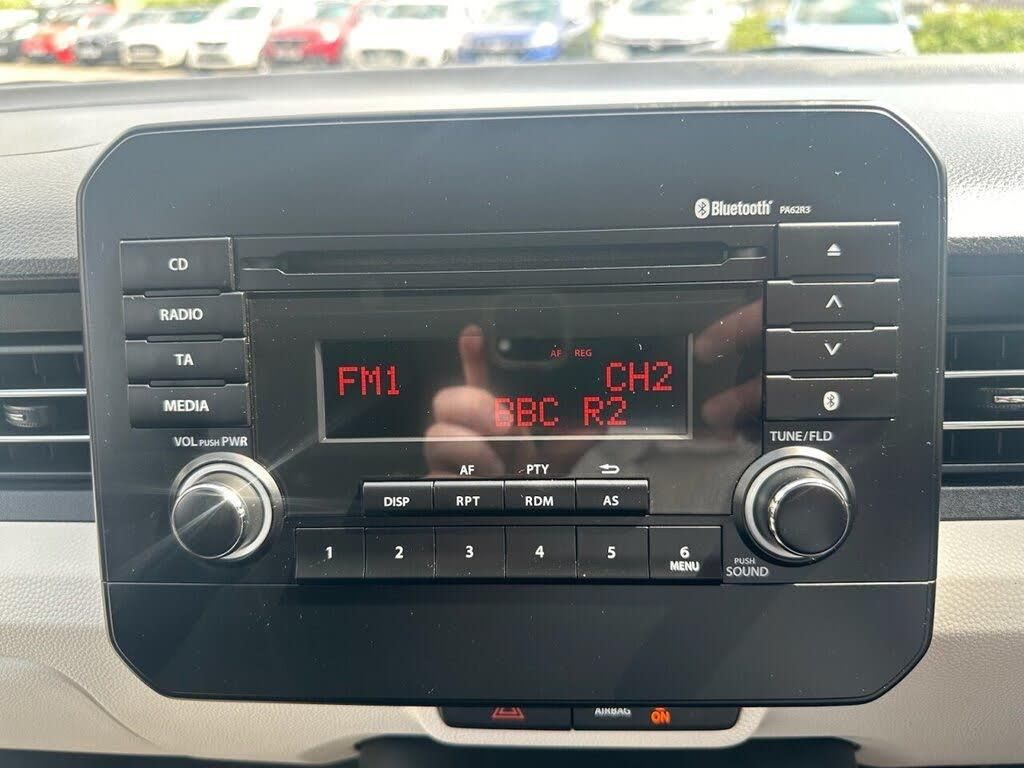 Bluetooth PA62R3
CD
RADIO
TA
MEDIA
AF REG
FM1 CH2
BBC R2
VOL PUSH PWR
TUNE/FLD
AF PTY
DISP RPT RDM AS
1 2 3 4 5 6
MENU
PUSH
SOUND
AIRBAG ON